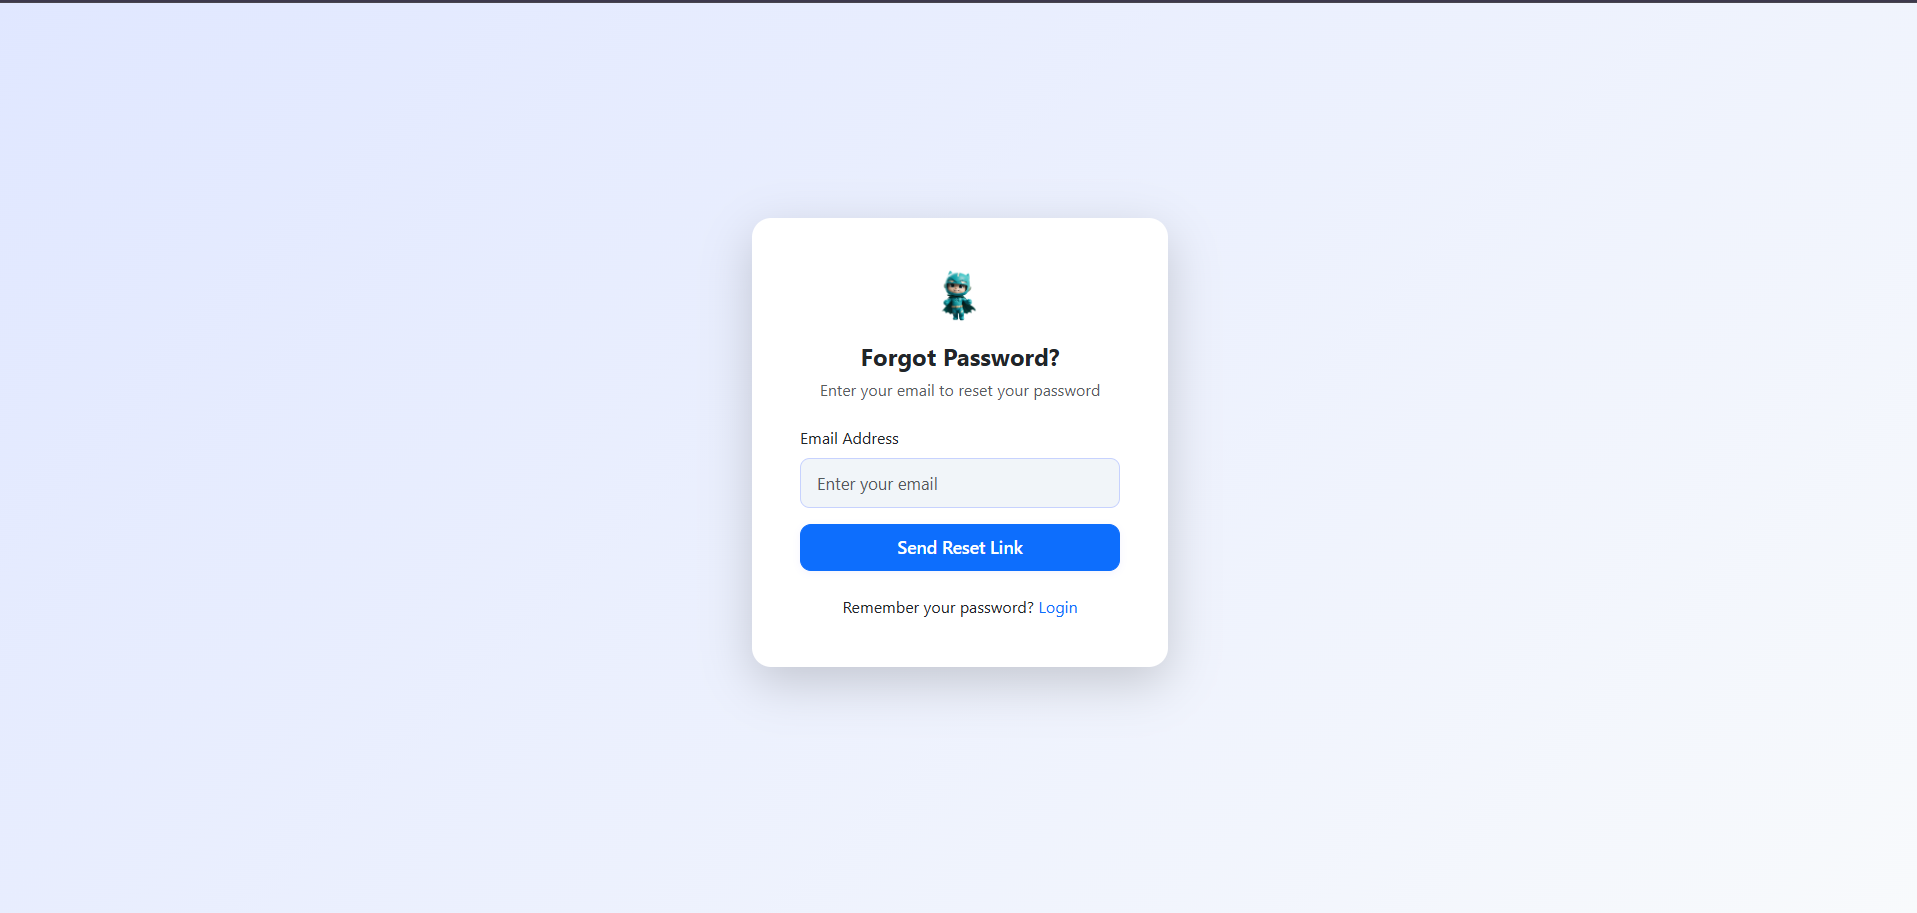 Forgot Password?
Enter your email to reset your password
Email Address
Enter your email
Send Reset Link
Remember your password? Login